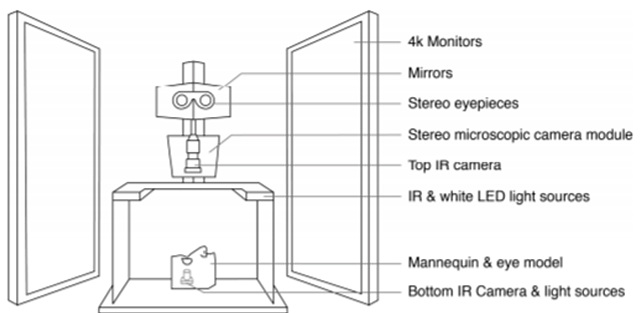 4k Monitors
Mirrors
Stereo eyepieces
Stereo microscopic camera module
Top IR camera
IR & white LED light sources
Mannequin & eye model
Bottom IR Camera & light sources